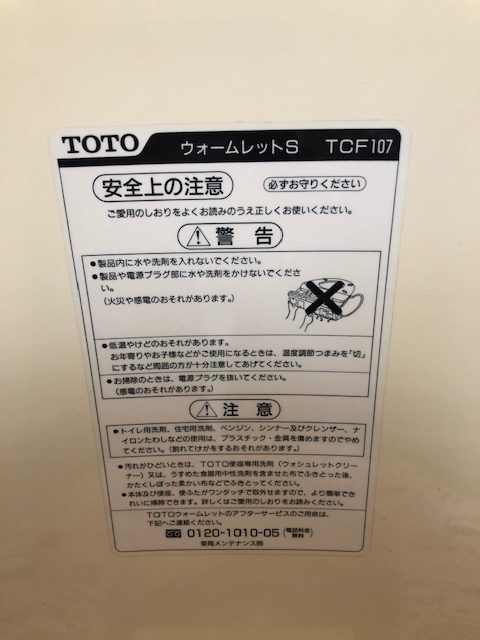 TOTO ウォームレットS TCF107
安全上の注意 必ずお守りください
ご愛用のしおりをよくお読みのうえ正しくお使いください。
警告
●製品内に水や洗剤を入れないでください。
●製品や電源プラグ部に水や洗剤をかけないでくださ
い。
(火災や感電のおそれがあります。)
●低温やけどのおそれがあります。
お年寄りやお子様などがご使用になるときは、温度調節つまみを「切」
にするなど周囲の方が十分注意してあげてください。
●お掃除のときは、電源プラグを抜いてください。
(感電のおそれがあります。)
注意
●トイレ用洗剤、住宅用洗剤、ベンジン、シンナー及びクレンザー、ナ
イロンたわしなどの使用は、プラスチック・金具を傷めますのでやめ
てください。(割れてけがをするおそれがあります。)
●汚れがひどいときは、TOTO便座専用洗剤(ウォシュレットクリー
ナー)又は、うすめた食器用中性洗剤を含ませた布でふきとった後、
かたくしぼった柔かい布などでふきとってください。
●本体及び便座、便ふたがワンタッチで取外せますので、より簡単でき
れいに掃除できます。詳しくはご愛用のしおりをお読みください。
TOTOウォームレットのアフターサービスのご用命は、
下記へご連絡ください。
0120-1010-05 (電話料金無料)
東陶メンテナンス㈱